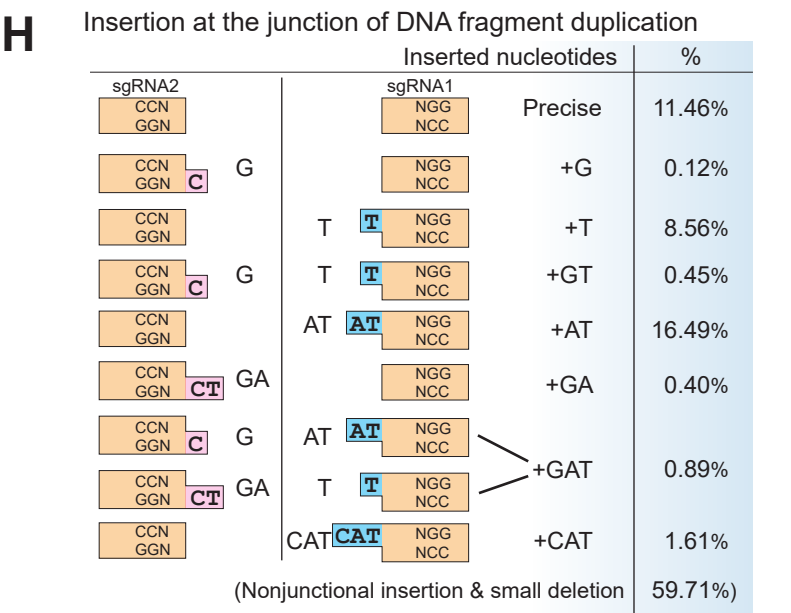 H
Insertion at the junction of DNA fragment duplication
Inserted nucleotides %
sgRNA2 sgRNA1
CCN NGG Precise 11.46%
GGN NCC
CCN G NGG +G 0.12%
GGN C NCC
CCN T T NGG +T 8.56%
GGN NCC
CCN G T T NGG +GT 0.45%
GGN C NCC
CCN AT AT NGG +AT 16.49%
GGN NCC
CCN GA NGG +GA 0.40%
GGN CT NCC
CCN G AT AT NGG
GGN C NCC
+GAT 0.89%
CCN GA T T NGG
GGN CT NCC
CCN CAT CAT NGG +CAT 1.61%
GGN NCC
(Nonjunctional insertion & small deletion 59.71%)